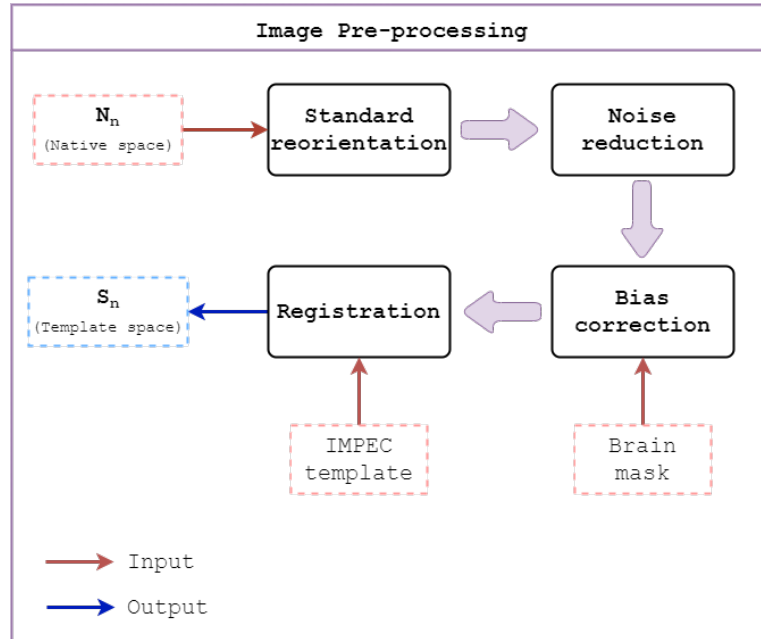 Image Pre-processing
Nn
(Native space)
Standard
reorientation
Noise
reduction
Sn
(Template space)
Registration
Bias
correction
IMPEC
template
Brain
mask
Input
Output